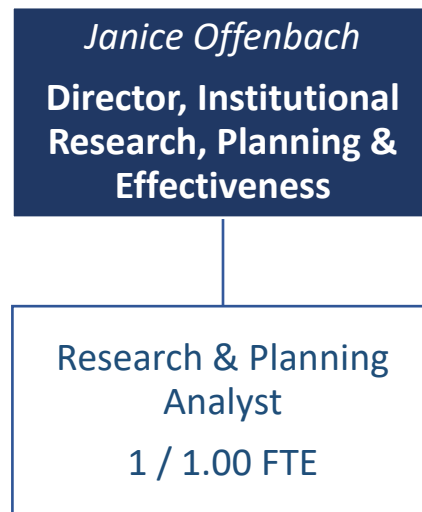 Janice Offenbach
Director, Institutional
Research, Planning &
Effectiveness
Research & Planning
Analyst
1 / 1.00 FTE